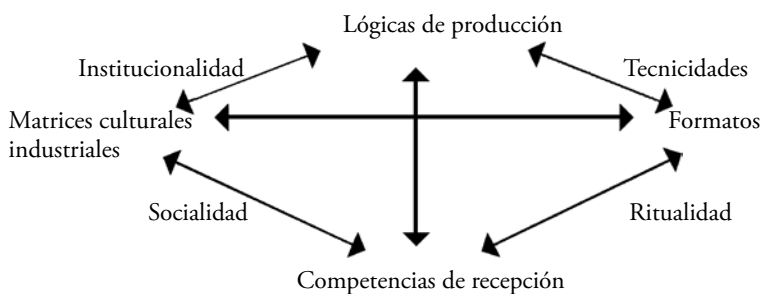 Lógicas de producción
Institucionalidad
Tecnicidades
Matrices culturales
industriales
Formatos
Socialidad
Ritualidad
Competencias de recepción